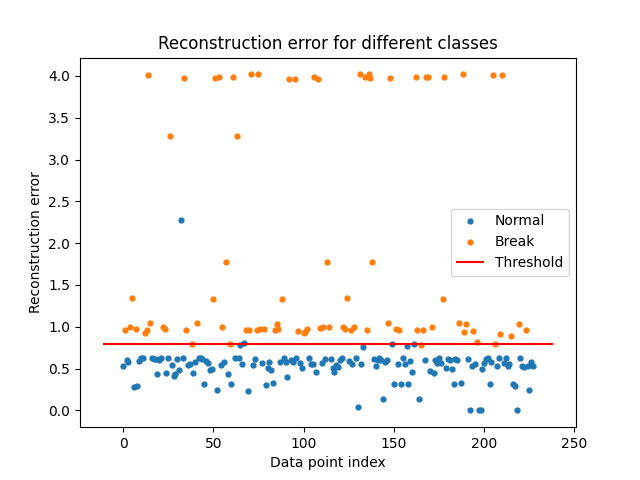 Reconstruction error for different classes
4.0
3.5
3.0
2.5
2.0
1.5
1.0
0.5
0.0
Reconstruction error
Normal
Break
Threshold
0 50 100 150 200 250
Data point index